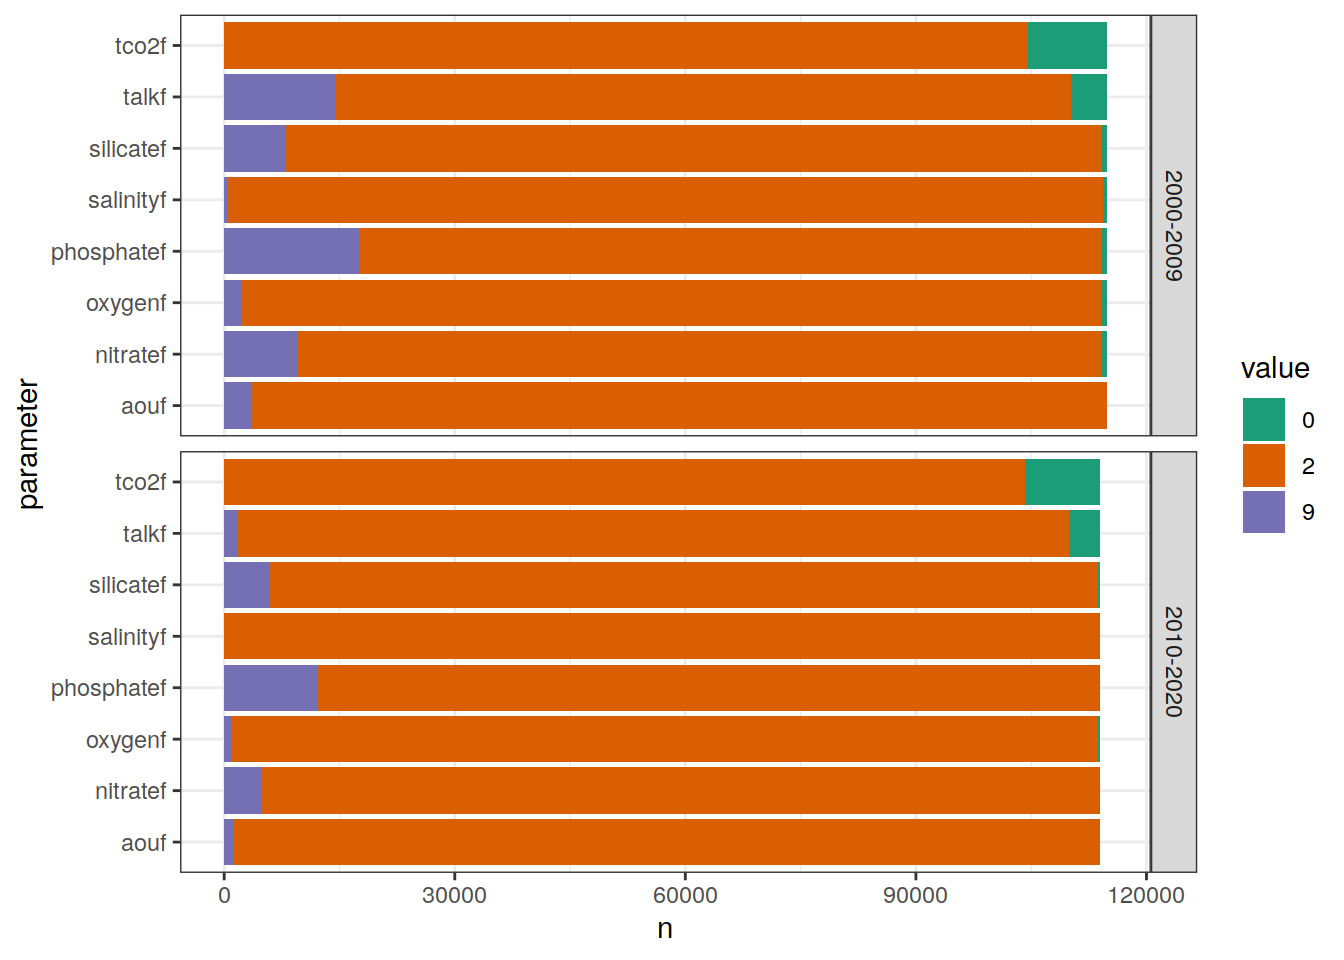 tco2f
talkf
silicatef
salinityf
phosphatef
oxygenf
nitratef
aouf
2000-2009
tco2f
talkf
silicatef
salinityf
phosphatef
oxygenf
nitratef
aouf
2010-2020
0 30000 60000 90000 120000
n
parameter
value
0
2
9